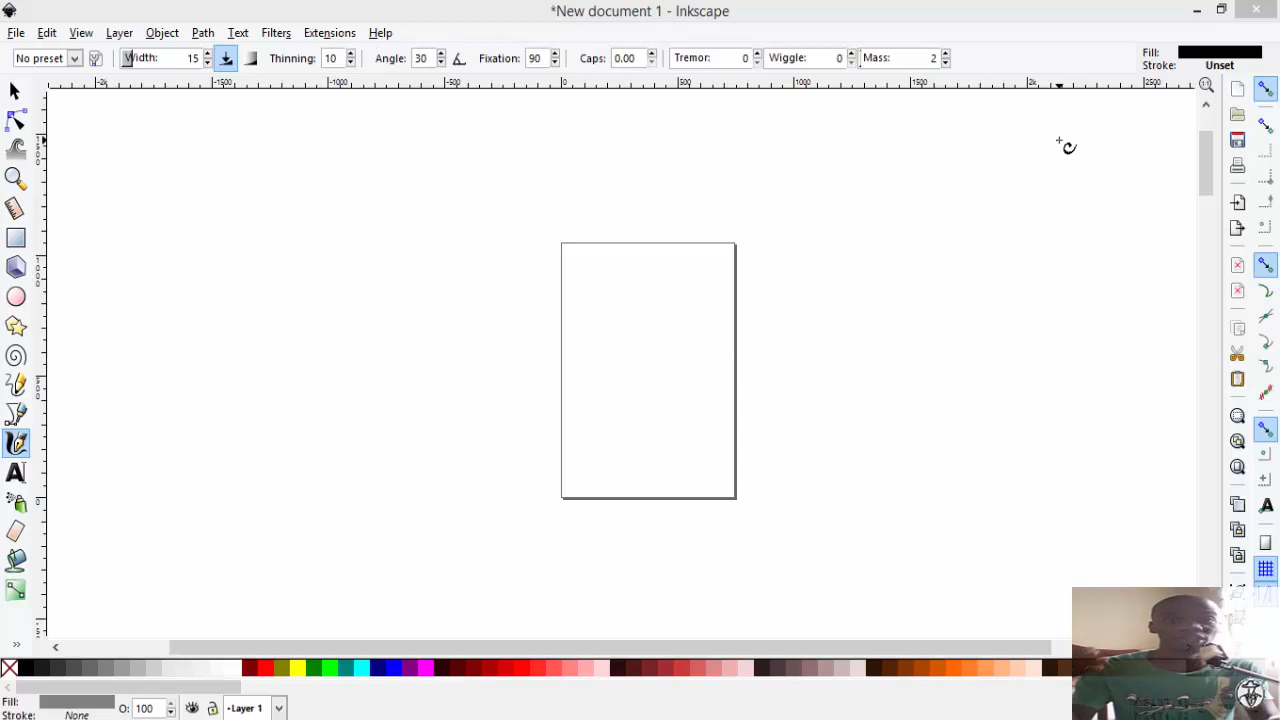 *New document 1 - Inkscape
File Edit View Layer Object Path Text Filters Extensions Help
No preset Width: 15 Thinning: 10 Angle: 30 Fixation: 90 Caps: 0.00 Tremor: 0 Wiggle: 0 Mass: 2 Fill:
Stroke: Unset
-1500 -1000 -500 0 500 1000 1500 2k 2500
Fill:
Stroke: None O: 100 •Layer 1